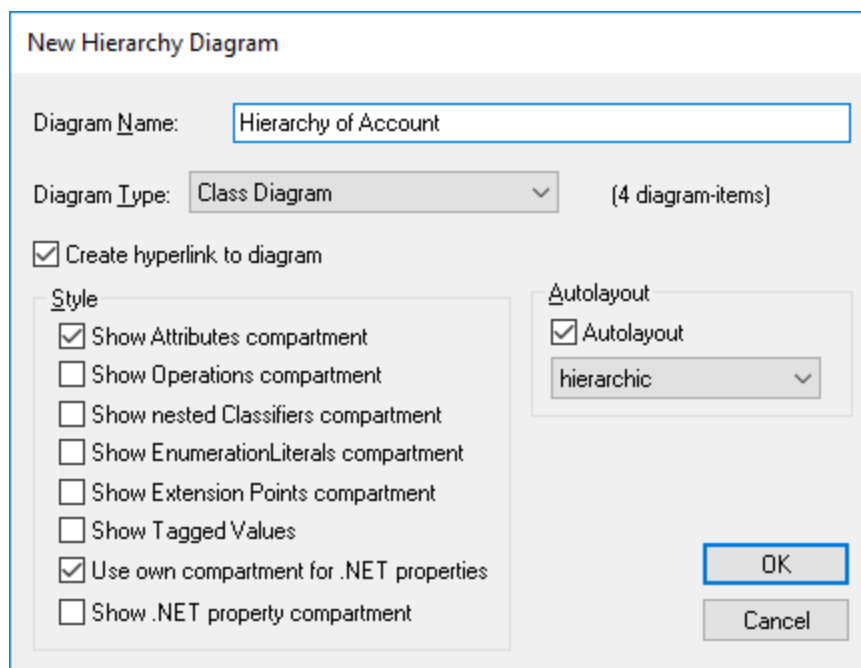 New Hierarchy Diagram
Diagram Name: Hierarchy of Account
Diagram Type: Class Diagram (4 diagram-items)
Create hyperlink to diagram
Style
Show Attributes compartment
Show Operations compartment
Show nested Classifiers compartment
Show EnumerationLiterals compartment
Show Extension Points compartment
Show Tagged Values
Use own compartment for .NET properties
Show .NET property compartment
Autolayout
Autolayout
hierarchic
OK
Cancel